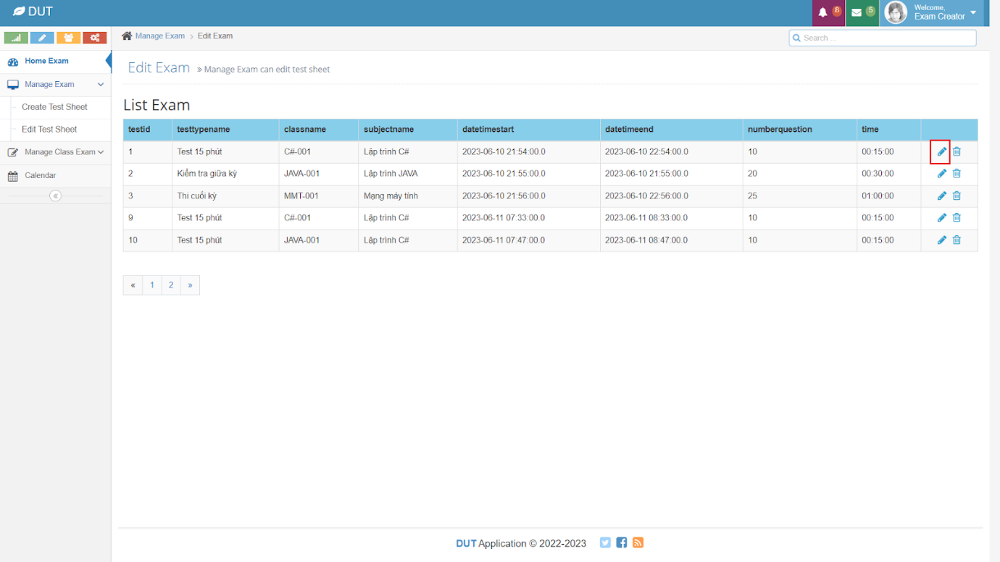 DUT
8
5
Welcome,
Exam Creator
Manage Exam > Edit Exam
Search ...
Home Exam
Manage Exam
Create Test Sheet
Edit Test Sheet
Manage Class Exam
Calendar
«
Edit Exam » Manage Exam can edit test sheet
List Exam
testid testtypename classname subjectname datetimestart datetimeend numberquestion time
1 Test 15 phút C#-001 Lập trình C# 2023-06-10 21:54:00.0 2023-06-10 22:54:00.0 10 00:15:00
2 Kiểm tra giữa kỳ JAVA-001 Lập trình JAVA 2023-06-10 21:55:00.0 2023-06-10 21:55:00.0 20 00:30:00
3 Thi cuối kỳ MMT-001 Mạng máy tính 2023-06-10 21:56:00.0 2023-06-10 22:56:00.0 25 01:00:00
9 Test 15 phút C#-001 Lập trình C# 2023-06-11 07:33:00.0 2023-06-11 08:33:00.0 10 00:15:00
10 Test 15 phút JAVA-001 Lập trình C# 2023-06-11 07:47:00.0 2023-06-11 08:47:00.0 10 00:15:00
« 1 2 »
DUT Application © 2022-2023